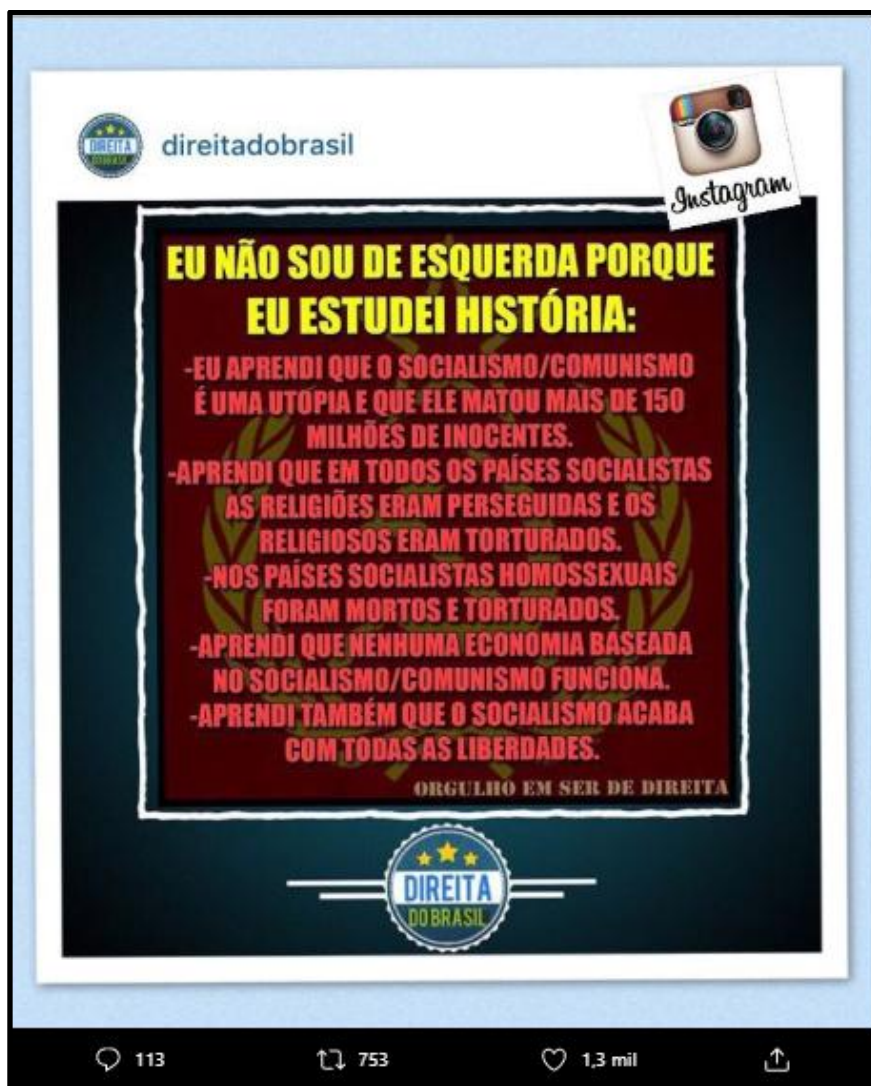 direitadobrasil
Instagram
DIREITA
DO BRASIL
EU NÃO SOU DE ESQUERDA PORQUE
EU ESTUDEI HISTÓRIA:
-EU APRENDI QUE O SOCIALISMO/COMUNISMO
É UMA UTOPIA E QUE ELE MATOU MAIS DE 150
MILHÕES DE INOCENTES.
-APRENDI QUE EM TODOS OS PAÍSES SOCIALISTAS
AS RELIGIÕES ERAM PERSEGUIDAS E OS
RELIGIOSOS ERAM TORTURADOS.
-NOS PAÍSES SOCIALISTAS HOMOSSEXUAIS
FORAM MORTOS E TORTURADOS.
-APRENDI QUE NENHUMA ECONOMIA BASEADA
NO SOCIALISMO/COMUNISMO FUNCIONA.
-APRENDI TAMBÉM QUE O SOCIALISMO ACABA
COM TODAS AS LIBERDADES.
ORGULHO EM SER DE DIREITA
DIREITA
DO BRASIL
113 753 1,3 mil